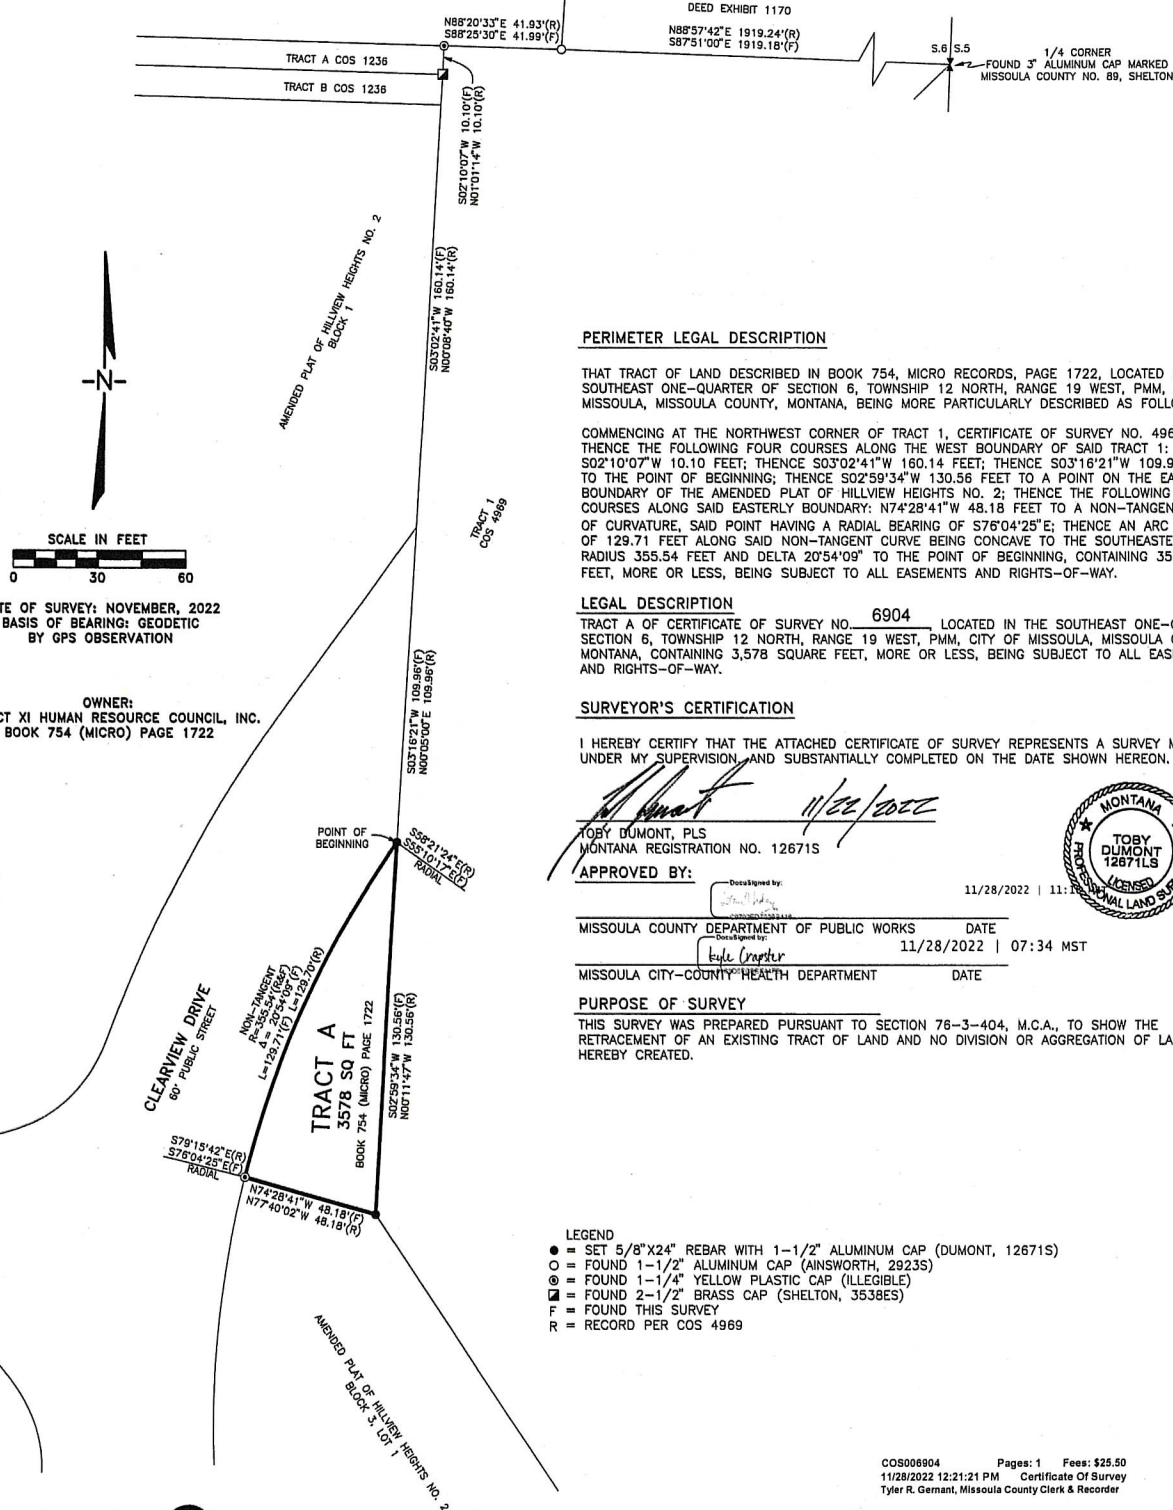 DEED EXHIBIT 1170
N88°20'33"E 41.93'(R)
S88°25'30"E 41.99'(F)
N88°57'42"E 1919.24'(R)
S87°51'00"E 1919.18'(F)
S.6 S.5
1/4 CORNER
FOUND 3" ALUMINUM CAP MARKED
MISSOULA COUNTY NO. 89, SHELTON
TRACT A COS 1236
TRACT B COS 1236
S02°10'07"W 10.10'(F)
N01°01'14"W 10.10'(R)
AMENDED PLAT OF HILLVIEW HEIGHTS NO. 2
BLOCK 1
S03°02'41"W 160.14'(F)
N00°08'40"W 160.14'(R)
-N-
TRACT 1
COS 4969
SCALE IN FEET
0 30 60
TE OF SURVEY: NOVEMBER, 2022
BASIS OF BEARING: GEODETIC
BY GPS OBSERVATION
OWNER:
CT XI HUMAN RESOURCE COUNCIL, INC.
BOOK 754 (MICRO) PAGE 1722
S03°16'21"W 109.96'(F)
N00°05'00"E 109.96'(R)
POINT OF
BEGINNING
S58°21'24"E(R)
S55°10'17"E(F)
RADIAL
NON-TANGENT
R=355.54'(R&F)
Δ= 20°54'09" (F)
L=129.71'(F) L=129.70'(R)
CLEARVIEW DRIVE
60' PUBLIC STREET
TRACT A
3578 SQ FT
BOOK 754 (MICRO) PAGE 1722
S02°59'34"W 130.56'(F)
N00°11'47"W 130.56'(R)
S79°15'42"E(R)
S76°04'25"E(F)
RADIAL
N74°28'41"W 48.18'(F)
N77°40'02"W 48.18'(R)
AMENDED PLAT OF HILLVIEW HEIGHTS NO. 2
BLOCK 3, LOT 1
PERIMETER LEGAL DESCRIPTION
THAT TRACT OF LAND DESCRIBED IN BOOK 754, MICRO RECORDS, PAGE 1722, LOCATED
SOUTHEAST ONE-QUARTER OF SECTION 6, TOWNSHIP 12 NORTH, RANGE 19 WEST, PMM,
MISSOULA, MISSOULA COUNTY, MONTANA, BEING MORE PARTICULARLY DESCRIBED AS FOLLO
COMMENCING AT THE NORTHWEST CORNER OF TRACT 1, CERTIFICATE OF SURVEY NO. 496
THENCE THE FOLLOWING FOUR COURSES ALONG THE WEST BOUNDARY OF SAID TRACT 1:
S02°10'07"W 10.10 FEET; THENCE S03°02'41"W 160.14 FEET; THENCE S03°16'21"W 109.9
TO THE POINT OF BEGINNING; THENCE S02°59'34"W 130.56 FEET TO A POINT ON THE EA
BOUNDARY OF THE AMENDED PLAT OF HILLVIEW HEIGHTS NO. 2; THENCE THE FOLLOWING
COURSES ALONG SAID EASTERLY BOUNDARY: N74°28'41"W 48.18 FEET TO A NON-TANGEN
OF CURVATURE, SAID POINT HAVING A RADIAL BEARING OF S76°04'25"E; THENCE AN ARC
OF 129.71 FEET ALONG SAID NON-TANGENT CURVE BEING CONCAVE TO THE SOUTHEASTE
RADIUS 355.54 FEET AND DELTA 20°54'09" TO THE POINT OF BEGINNING, CONTAINING 35
FEET, MORE OR LESS, BEING SUBJECT TO ALL EASEMENTS AND RIGHTS-OF-WAY.
LEGAL DESCRIPTION
TRACT A OF CERTIFICATE OF SURVEY NO. 6904, LOCATED IN THE SOUTHEAST ONE-
SECTION 6, TOWNSHIP 12 NORTH, RANGE 19 WEST, PMM, CITY OF MISSOULA, MISSOULA C
MONTANA, CONTAINING 3,578 SQUARE FEET, MORE OR LESS, BEING SUBJECT TO ALL EAS
AND RIGHTS-OF-WAY.
SURVEYOR'S CERTIFICATION
I HEREBY CERTIFY THAT THE ATTACHED CERTIFICATE OF SURVEY REPRESENTS A SURVEY M
UNDER MY SUPERVISION, AND SUBSTANTIALLY COMPLETED ON THE DATE SHOWN HEREON.
11/22/2022
TOBY DUMONT, PLS
MONTANA REGISTRATION NO. 12671S
MONTANA
TOBY
DUMONT
12671LS
LICENSED
PROFESSIONAL LAND SUR
APPROVED BY:
DocuSigned by:
11/28/2022 | 11:1
MISSOULA COUNTY DEPARTMENT OF PUBLIC WORKS DATE
DocuSigned by:
Kyle Crapster
11/28/2022 | 07:34 MST
MISSOULA CITY-COUNTY HEALTH DEPARTMENT DATE
PURPOSE OF SURVEY
THIS SURVEY WAS PREPARED PURSUANT TO SECTION 76-3-404, M.C.A., TO SHOW THE
RETRACEMENT OF AN EXISTING TRACT OF LAND AND NO DIVISION OR AGGREGATION OF LA
HEREBY CREATED.
LEGEND
● = SET 5/8"X24" REBAR WITH 1-1/2" ALUMINUM CAP (DUMONT, 12671S)
○ = FOUND 1-1/2" ALUMINUM CAP (AINSWORTH, 2923S)
◉ = FOUND 1-1/4" YELLOW PLASTIC CAP (ILLEGIBLE)
◪ = FOUND 2-1/2" BRASS CAP (SHELTON, 3538ES)
F = FOUND THIS SURVEY
R = RECORD PER COS 4969
COS006904 Pages: 1 Fees: $25.50
11/28/2022 12:21:21 PM Certificate Of Survey
Tyler R. Gernant, Missoula County Clerk & Recorder